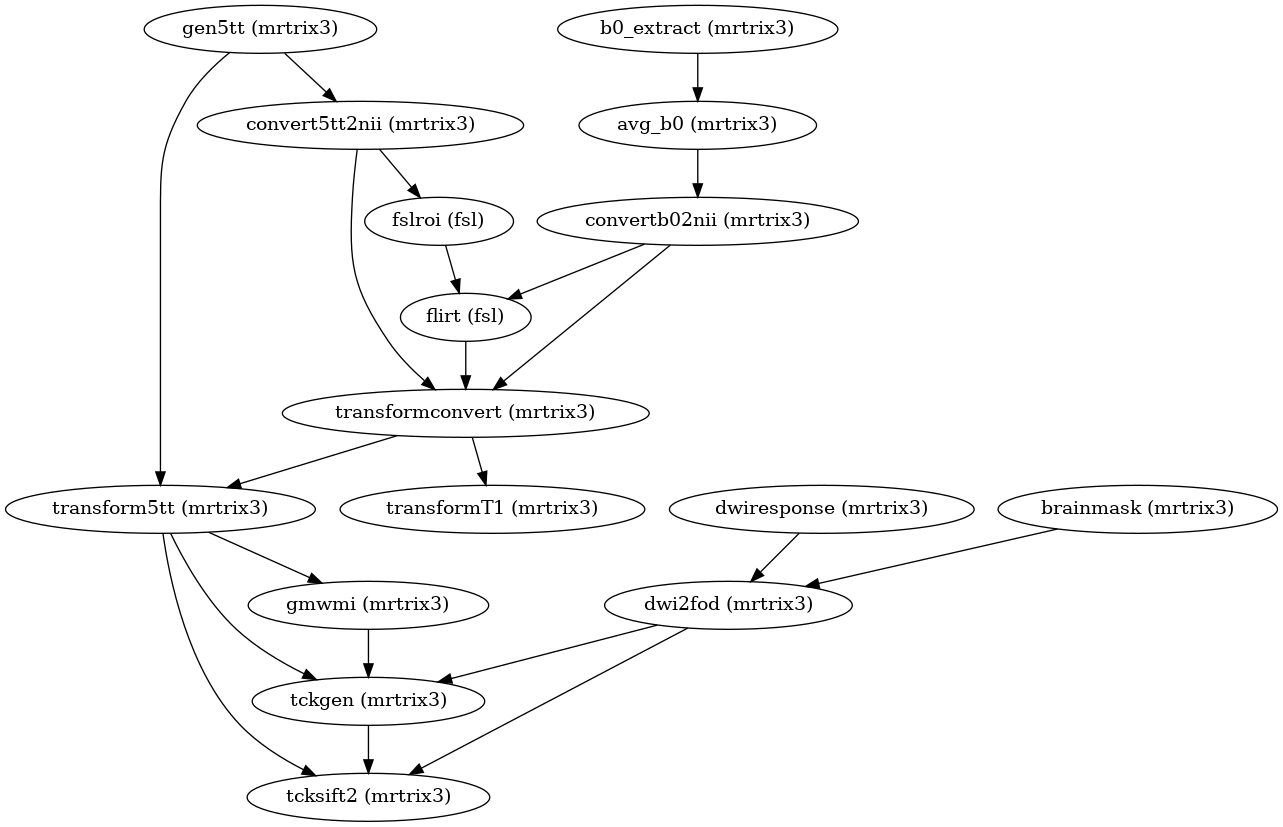 gen5tt (mrtrix3)
b0_extract (mrtrix3)
convert5tt2nii (mrtrix3)
avg_b0 (mrtrix3)
fslroi (fsl)
convertb02nii (mrtrix3)
flirt (fsl)
transformconvert (mrtrix3)
transform5tt (mrtrix3)
transformT1 (mrtrix3)
dwiresponse (mrtrix3)
brainmask (mrtrix3)
gmwmi (mrtrix3)
dwi2fod (mrtrix3)
tckgen (mrtrix3)
tcksift2 (mrtrix3)